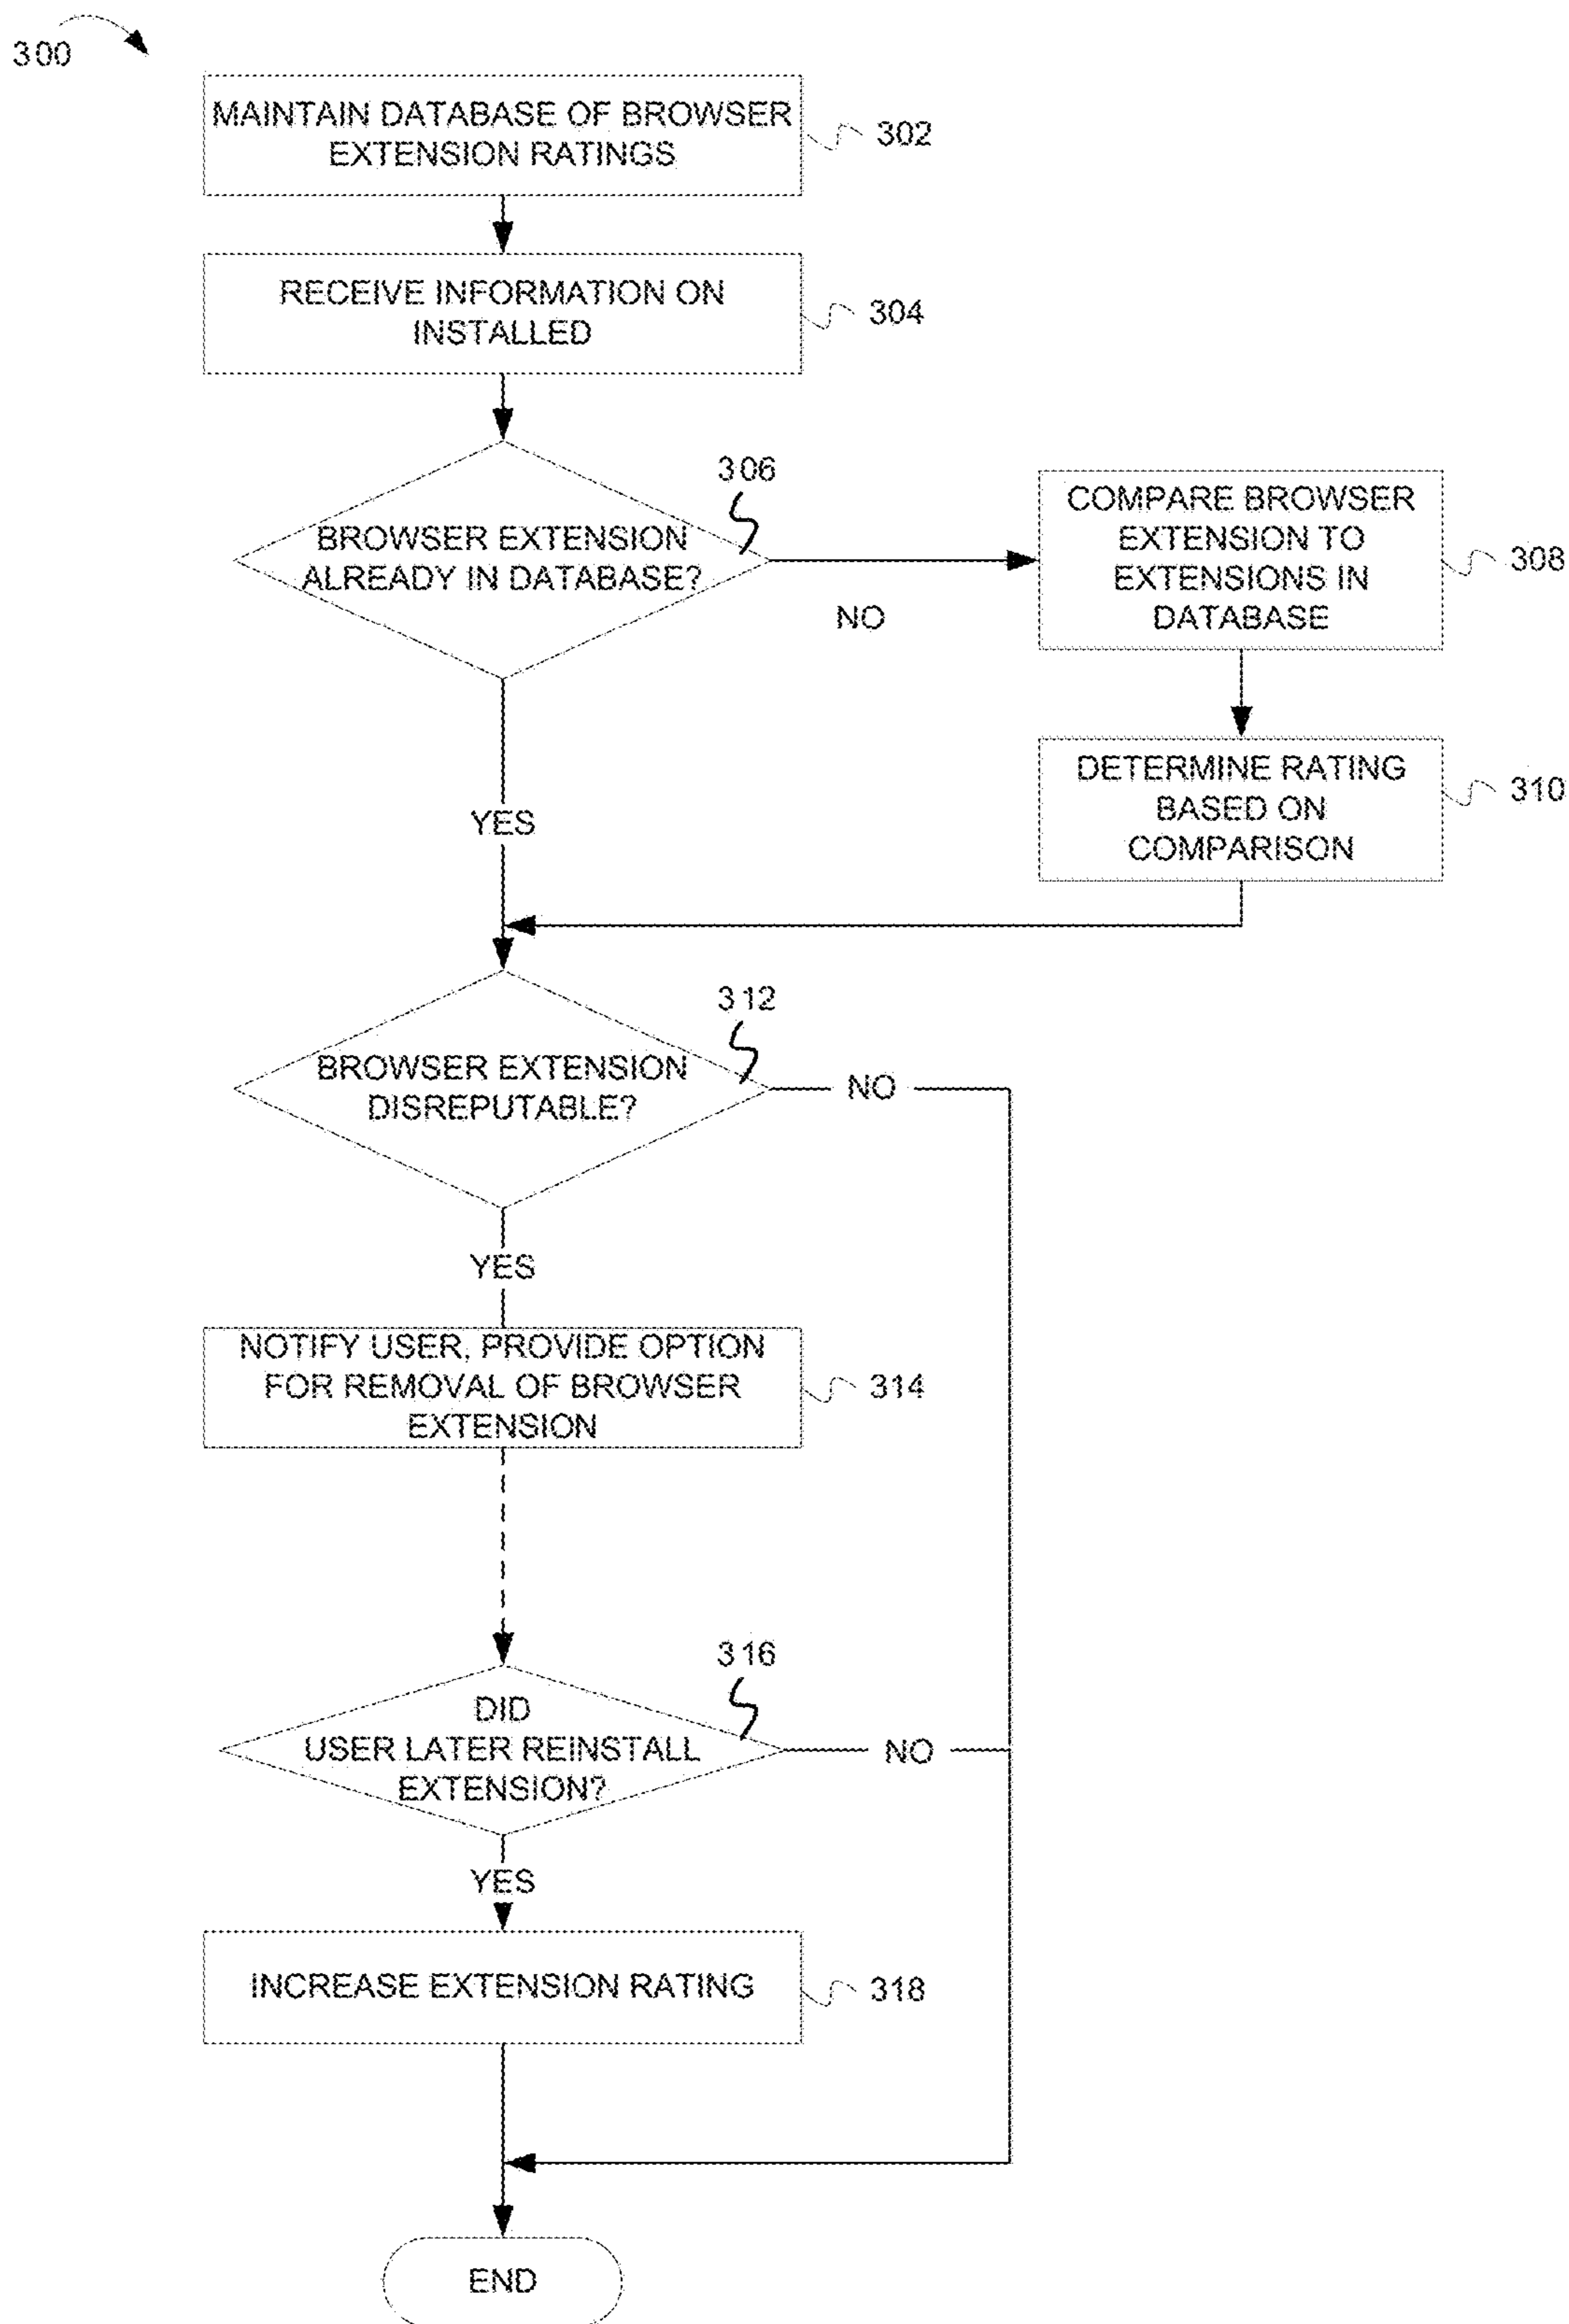 300
MAINTAIN DATABASE OF BROWSER
EXTENSION RATINGS
302
RECEIVE INFORMATION ON
INSTALLED
304
306
BROWSER EXTENSION
ALREADY IN DATABASE?
NO
COMPARE BROWSER
EXTENSION TO
EXTENSIONS IN
DATABASE
308
DETERMINE RATING
BASED ON
COMPARISON
310
YES
312
BROWSER EXTENSION
DISREPUTABLE?
NO
YES
NOTIFY USER, PROVIDE OPTION
FOR REMOVAL OF BROWSER
EXTENSION
314
316
DID
USER LATER REINSTALL
EXTENSION?
NO
YES
INCREASE EXTENSION RATING
318
END